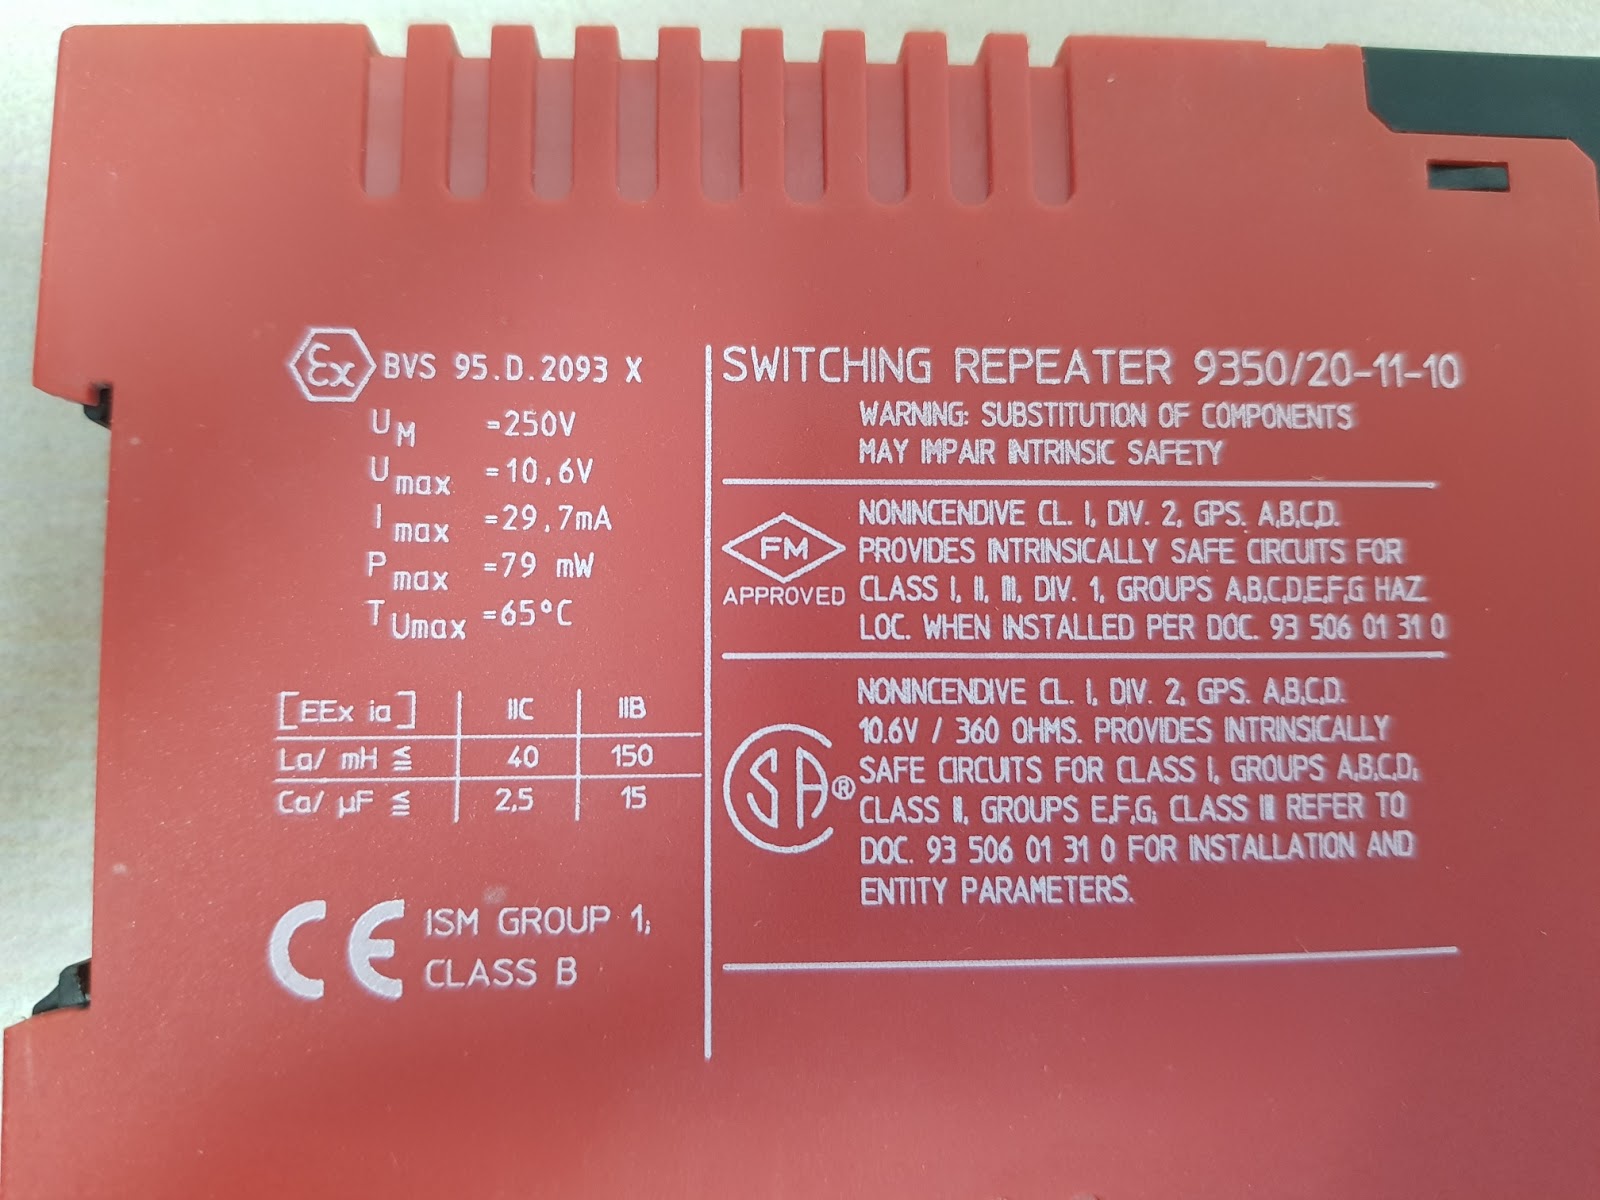 Ex BVS 95.D.2093 X
UM =250V
Umax =10,6V
Imax =29,7mA
Pmax =79 mW
TUmax =65°C
[EEx ia] IIC IIB
La/ mH ≦ 40 150
Ca/ µF ≦ 2,5 15
CE ISM GROUP 1;
CLASS B
SWITCHING REPEATER 9350/20-11-10
WARNING: SUBSTITUTION OF COMPONENTS
MAY IMPAIR INTRINSIC SAFETY
FM
APPROVED
NONINCENDIVE CL. I, DIV. 2, GPS. A,B,C,D.
PROVIDES INTRINSICALLY SAFE CIRCUITS FOR
CLASS I, II, III, DIV. 1, GROUPS A,B,C,D,E,F,G HAZ
LOC. WHEN INSTALLED PER DOC. 93 506 01 31 0
SA®
NONINCENDIVE CL. I, DIV. 2, GPS. A,B,C,D.
10.6V / 360 OHMS. PROVIDES INTRINSICALLY
SAFE CIRCUITS FOR CLASS I, GROUPS A,B,C,D;
CLASS II, GROUPS E,F,G; CLASS III REFER TO
DOC. 93 506 01 31 0 FOR INSTALLATION AND
ENTITY PARAMETERS.